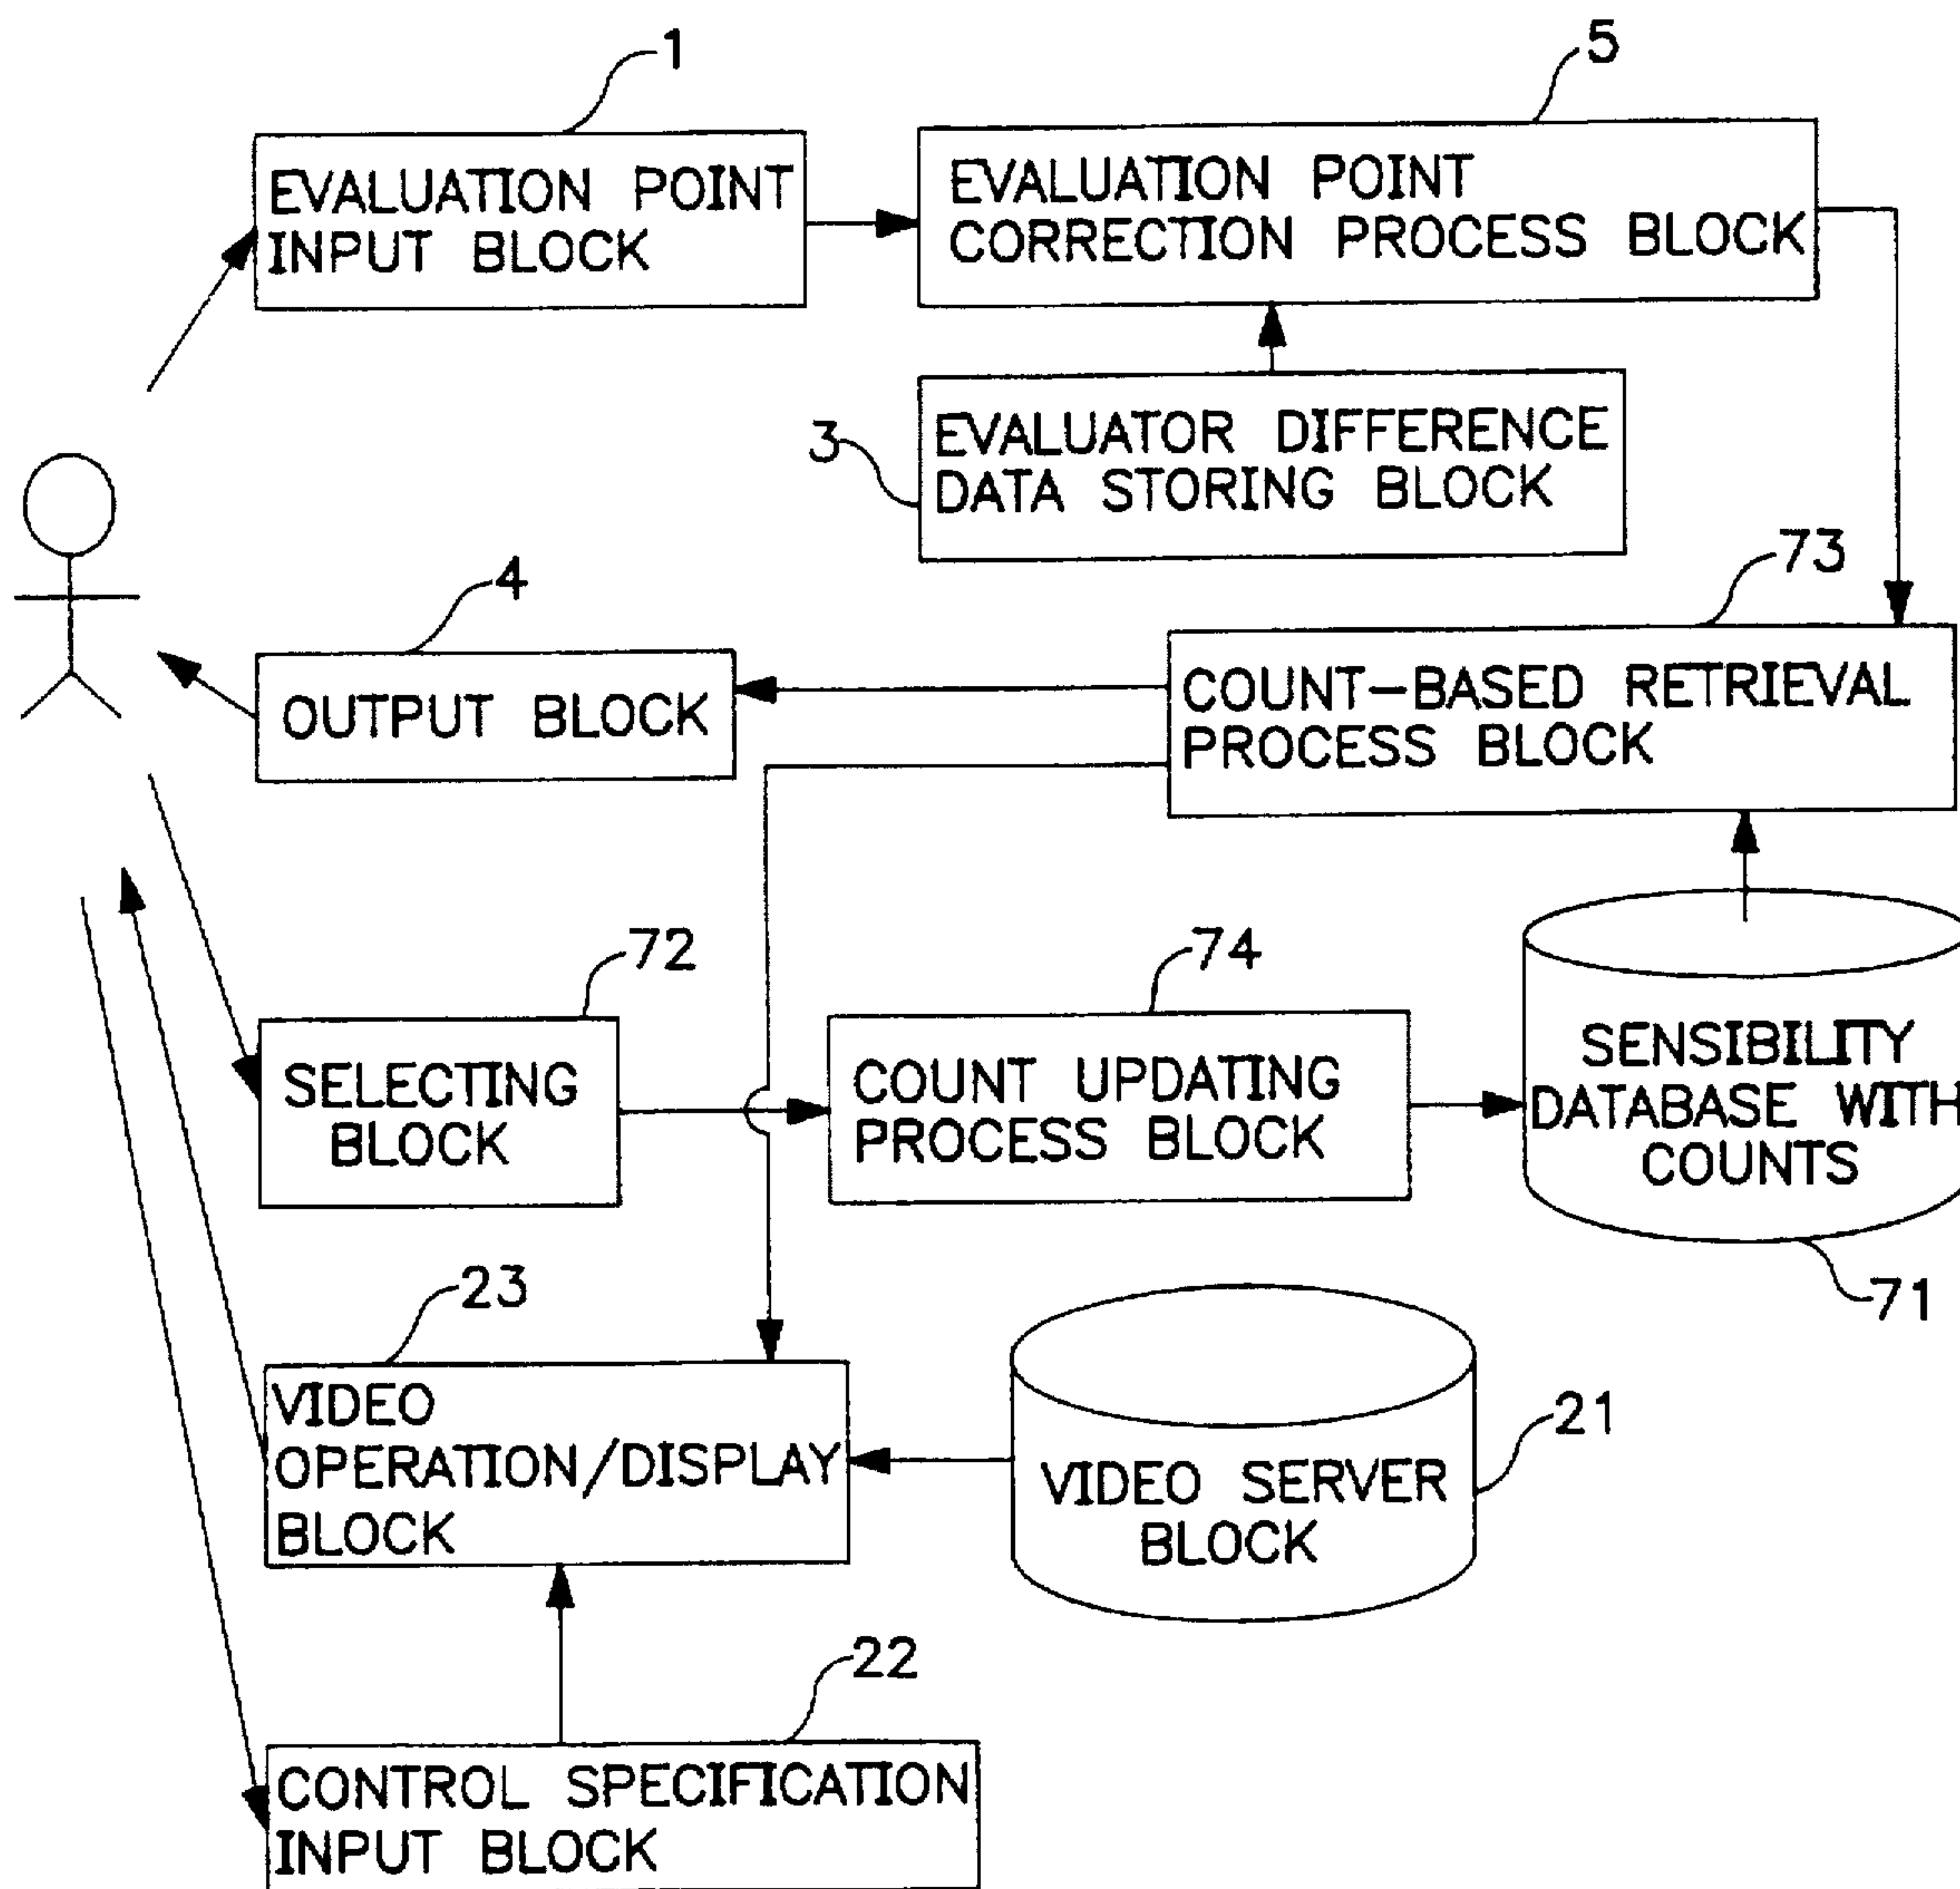 1
5
EVALUATION POINT
INPUT BLOCK
EVALUATION POINT
CORRECTION PROCESS BLOCK
3
EVALUATOR DIFFERENCE
DATA STORING BLOCK
73
4
OUTPUT BLOCK
COUNT-BASED RETRIEVAL
PROCESS BLOCK
72
74
SELECTING
BLOCK
COUNT UPDATING
PROCESS BLOCK
SENSIBILITY
DATABASE WITH
COUNTS
71
23
VIDEO
OPERATION/DISPLAY
BLOCK
21
VIDEO SERVER
BLOCK
22
CONTROL SPECIFICATION
INPUT BLOCK